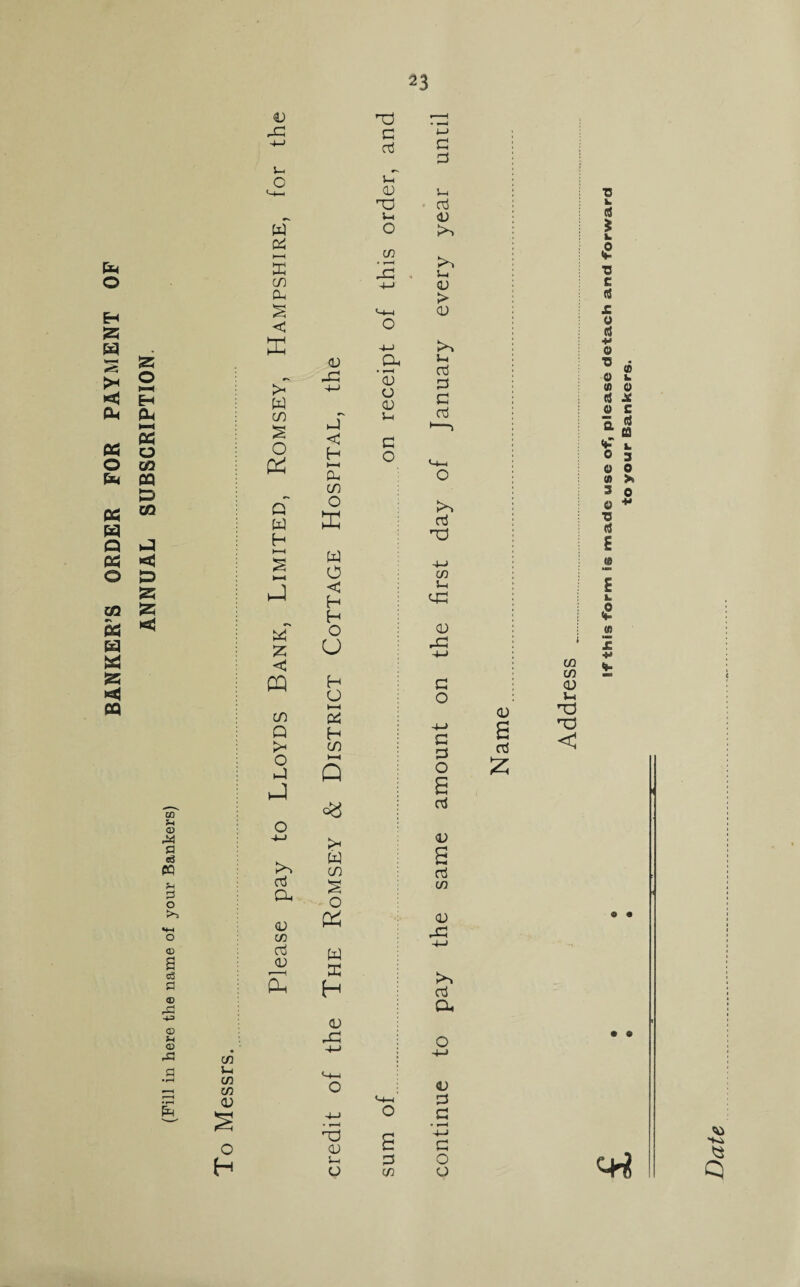 23
BANKER'S ORDER FOR PAYMENT OF
ANNUAL SUBSCRIPTION.
(Fill in here the name of your Bankers)
To Messrs.
Please pay to Lloyds Bank, Limited, Romsey, Hampshire, for the
credit of the The Romsey & District Cottage Hospital, the
sum of on receipt of this order, and
continue to pay the same amount on the first day of January every year until
Name
Address
£ : :
If this form is made use of, please detach and forward
to your Bankers.
Date